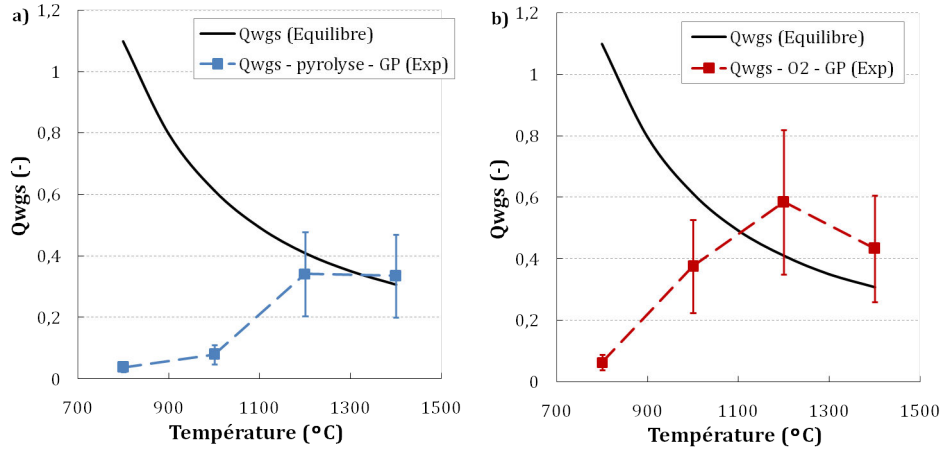 a)
Qwgs (Equilibre)
Qwgs - pyrolyse - GP (Exp)
1,2
1
0,8
0,6
0,4
0,2
0
Qwgs (-)
700 900 1100 1300 1500
Température (°C)
b)
Qwgs (Equilibre)
Qwgs - O2 - GP (Exp)
1,2
1
0,8
0,6
0,4
0,2
0
Qwgs (-)
700 900 1100 1300 1500
Température (°C)